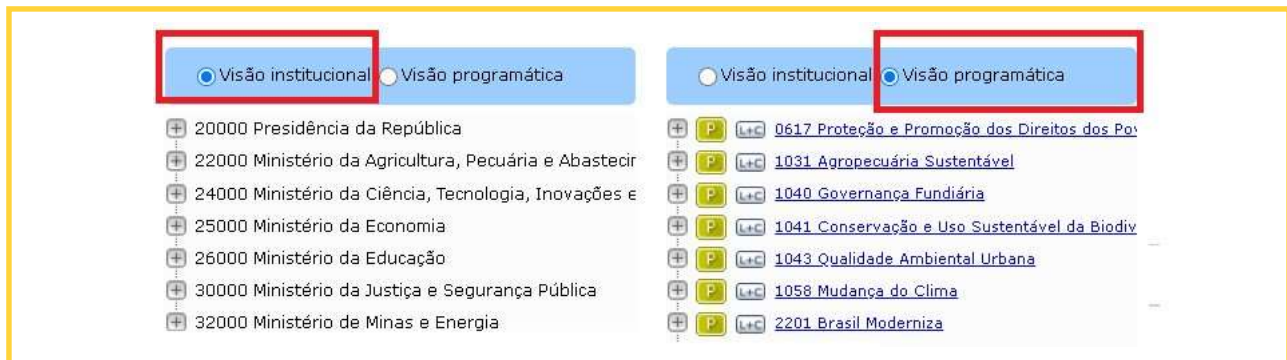 Visão institucional Visão programática
20000 Presidência da República
22000 Ministério da Agricultura, Pecuária e Abastecir
24000 Ministério da Ciência, Tecnologia, Inovações e
25000 Ministério da Economia
26000 Ministério da Educação
30000 Ministério da Justiça e Segurança Pública
32000 Ministério de Minas e Energia
Visão institucional Visão programática
P L+C 0617 Proteção e Promoção dos Direitos dos Pov
P L+C 1031 Agropecuária Sustentável
P L+C 1040 Governança Fundiária
P L+C 1041 Conservação e Uso Sustentável da Biodiv
P L+C 1043 Qualidade Ambiental Urbana
P L+C 1058 Mudança do Clima
P L+C 2201 Brasil Moderniza